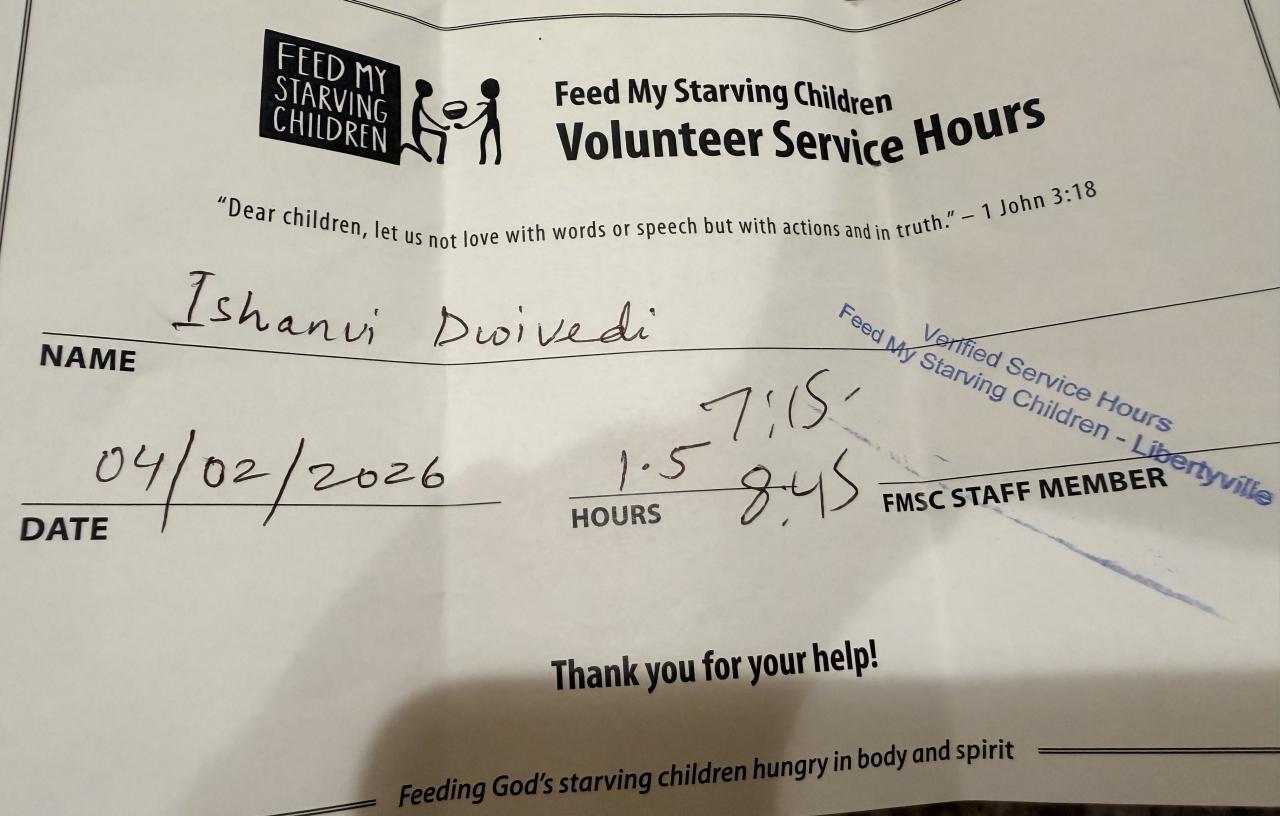 FEED MY
STARVING
CHILDREN
Feed My Starving Children
Volunteer Service Hours
“Dear children, let us not love with words or speech but with actions and in truth.” – 1 John 3:18
Ishanvi Dwivedi
NAME
Verified Service Hours
Feed My Starving Children - Libertyville
04/02/2026
DATE
7:15
1.5
8:45
HOURS
FMSC STAFF MEMBER
Thank you for your help!
Feeding God's starving children hungry in body and spirit